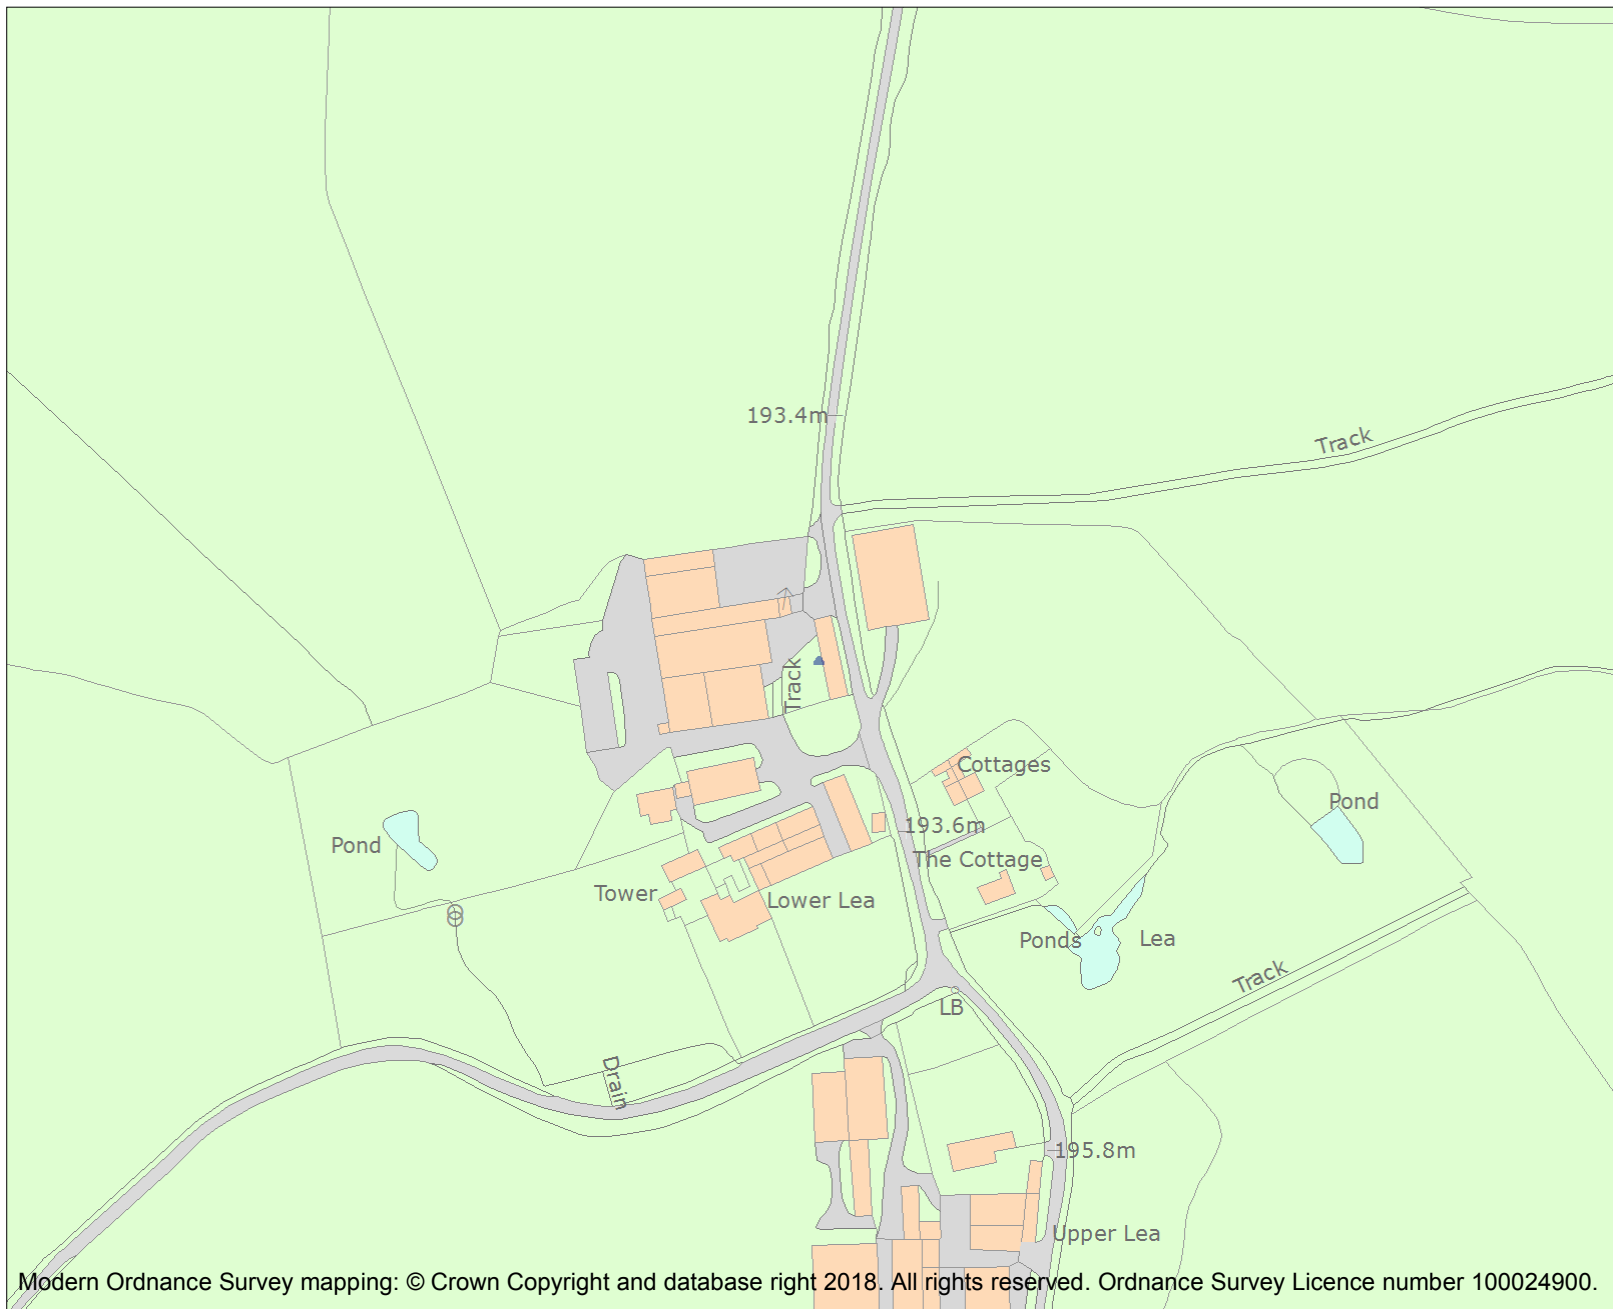 193.4m
Track
Track
Cottages
Pond
193.6m
Pond
The Cottage
Tower
Lower Lea
Ponds
Lea
Track
LB
Drain
195.8m
Upper Lea
Modern Ordnance Survey mapping: © Crown Copyright and database right 2018. All rights reserved. Ordnance Survey Licence number 100024900.